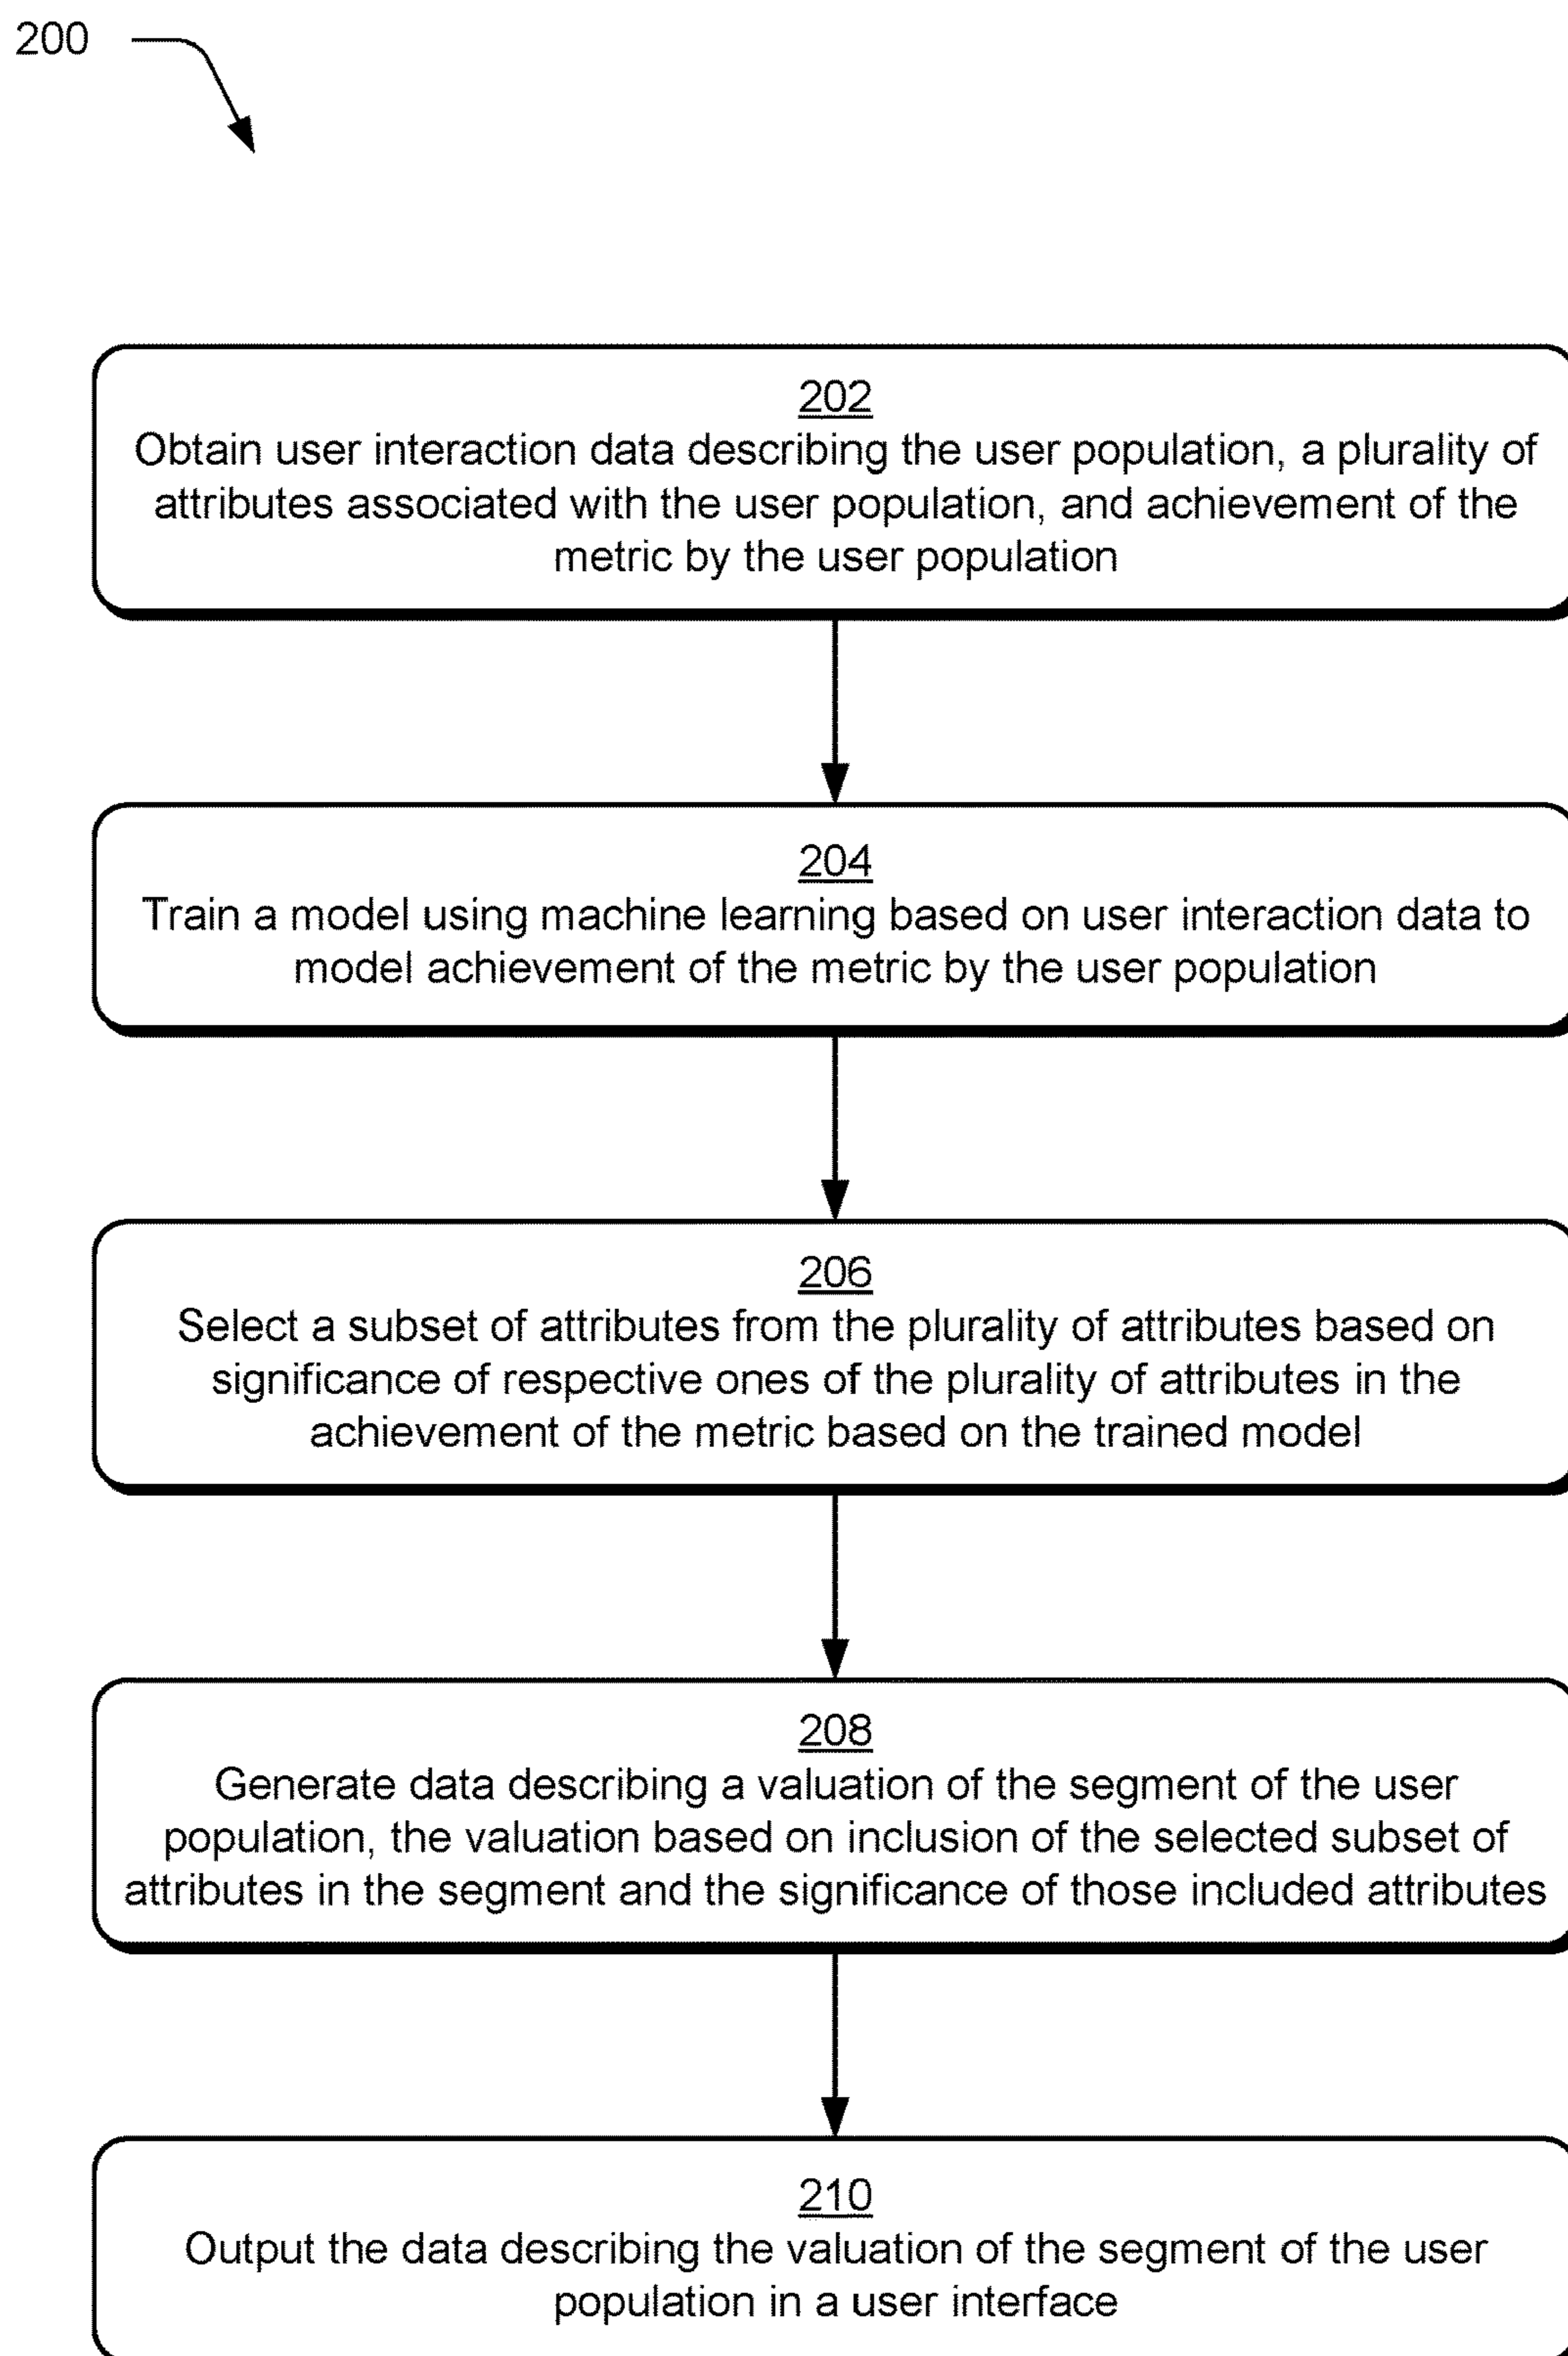 200
202
Obtain user interaction data describing the user population, a plurality of
attributes associated with the user population, and achievement of the
metric by the user population
204
Train a model using machine learning based on user interaction data to
model achievement of the metric by the user population
206
Select a subset of attributes from the plurality of attributes based on
significance of respective ones of the plurality of attributes in the
achievement of the metric based on the trained model
208
Generate data describing a valuation of the segment of the user
population, the valuation based on inclusion of the selected subset of
attributes in the segment and the significance of those included attributes
210
Output the data describing the valuation of the segment of the user
population in a user interface